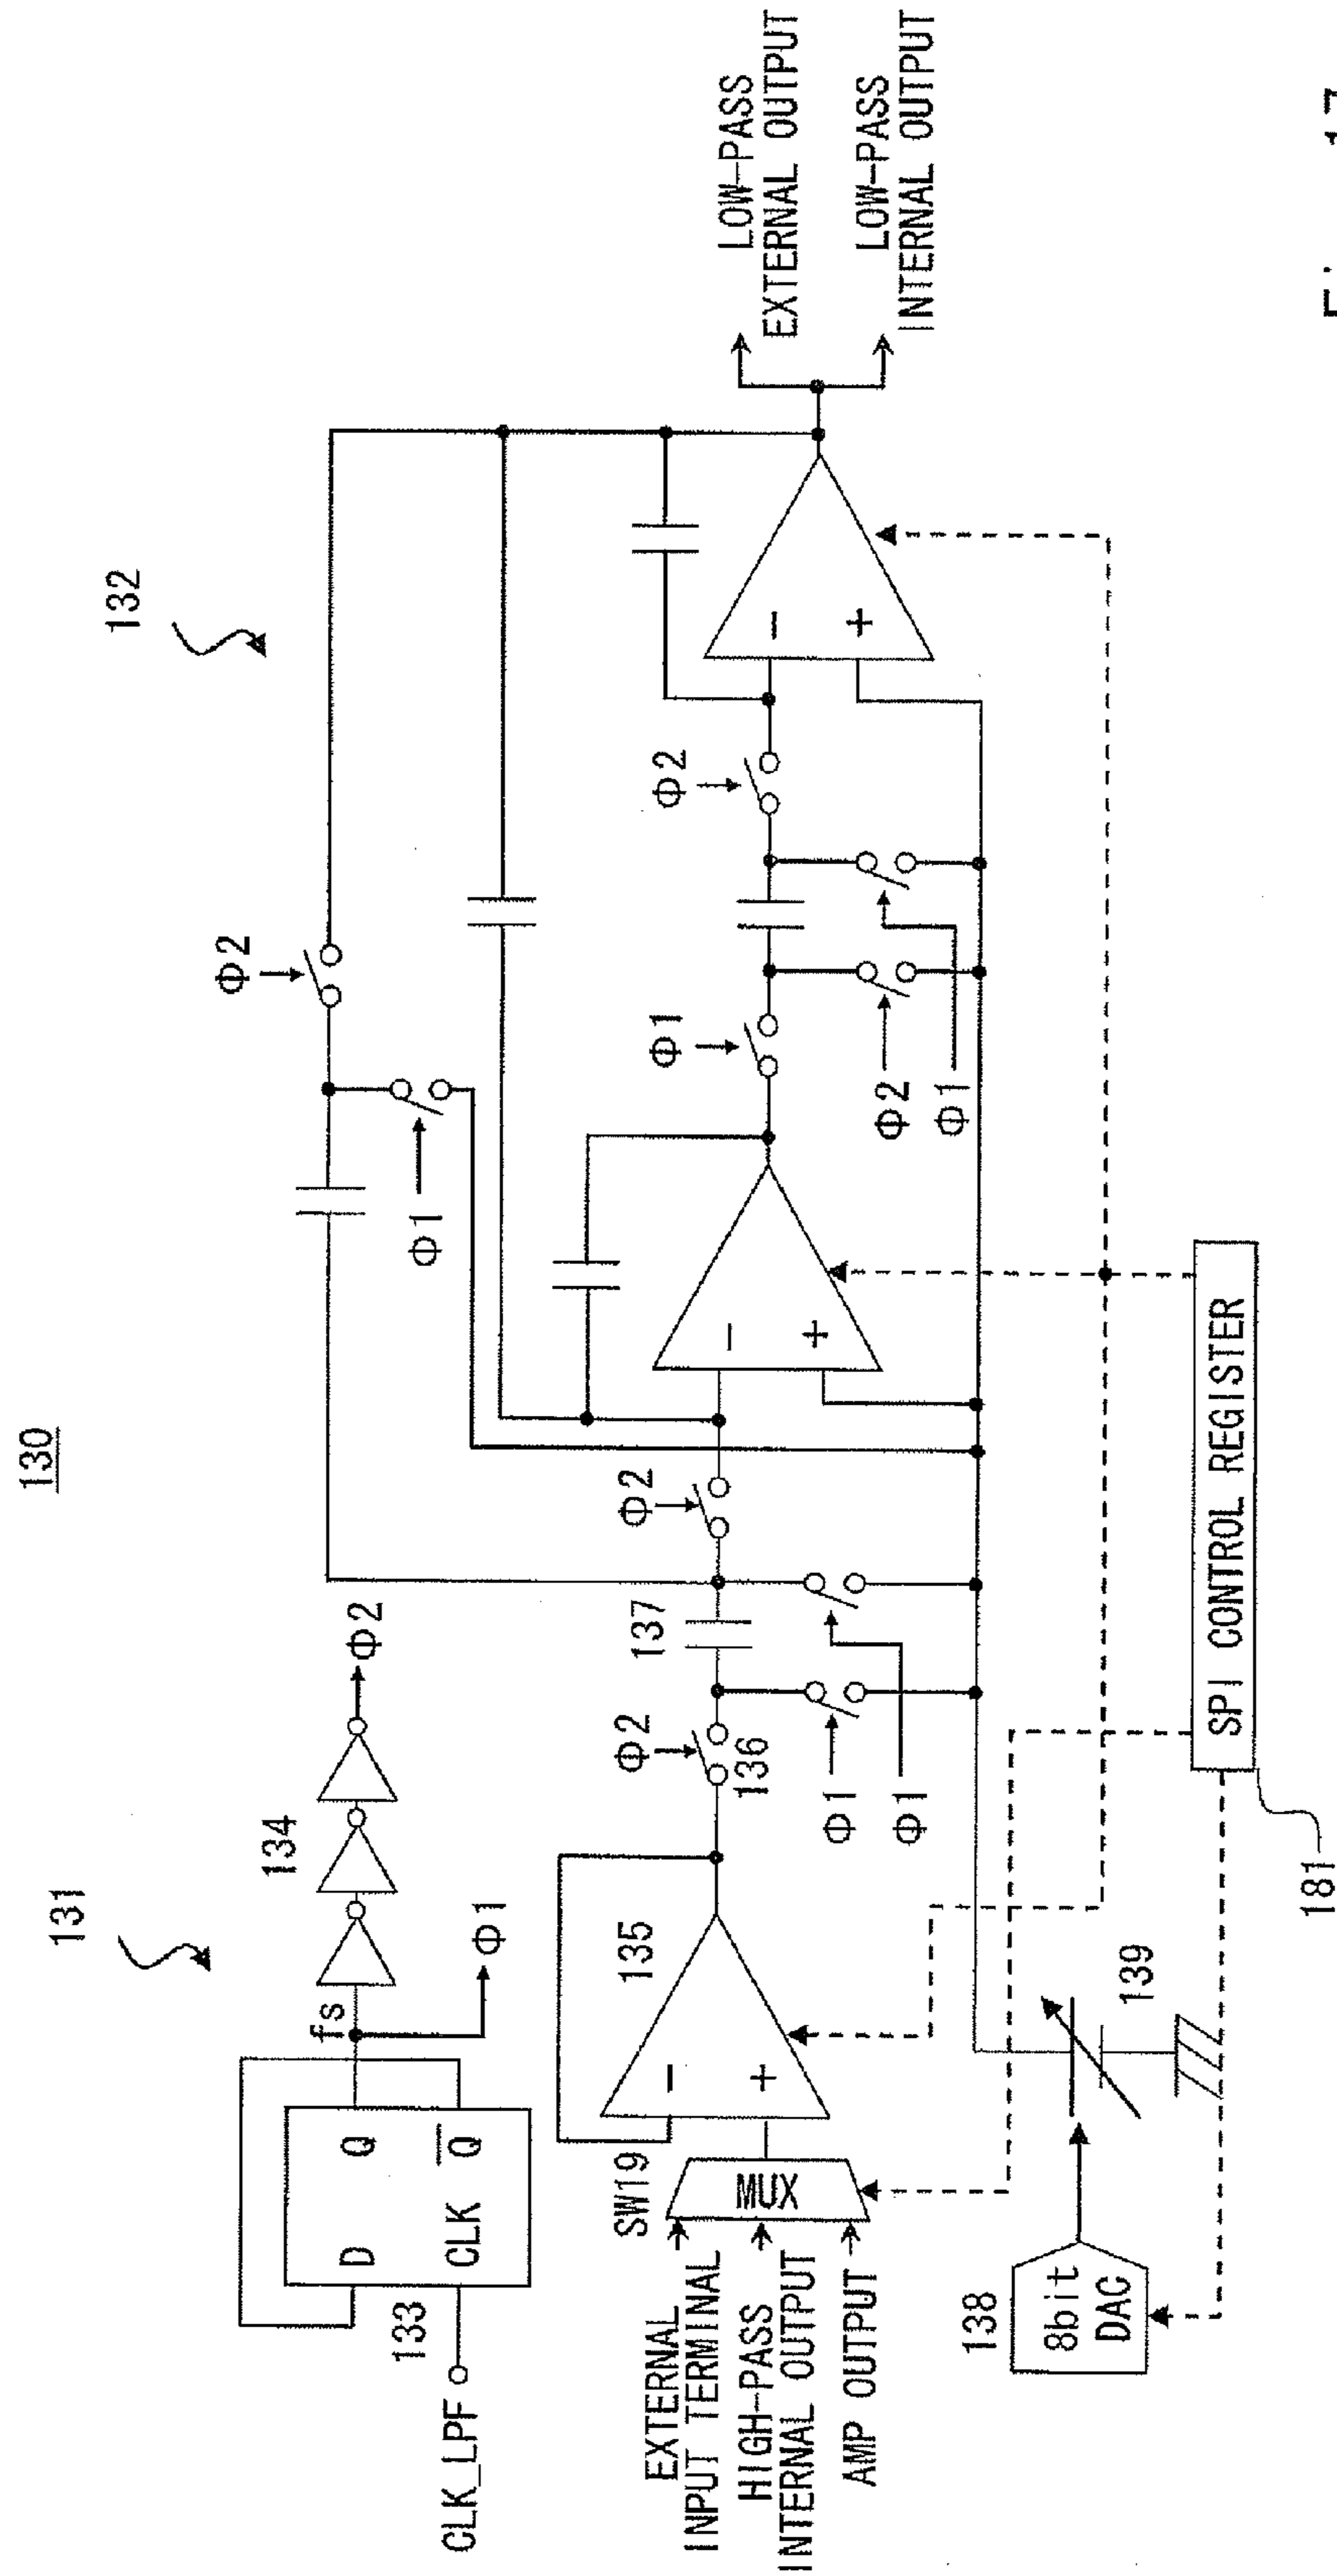 130
131
132
133
CLK_LPF
D
Q
CLK
Q
fs
Φ1
134
Φ2
EXTERNAL
INPUT TERMINAL
HIGH-PASS
INTERNAL OUTPUT
AMP OUTPUT
SW19
MUX
135
-
+
Φ2
136
137
Φ1
Φ1
Φ2
-
+
Φ1
Φ2
Φ1
Φ2
Φ1
Φ2
-
+
LOW-PASS
EXTERNAL OUTPUT
LOW-PASS
INTERNAL OUTPUT
138
8bit
DAC
139
181
SPI CONTROL REGISTER